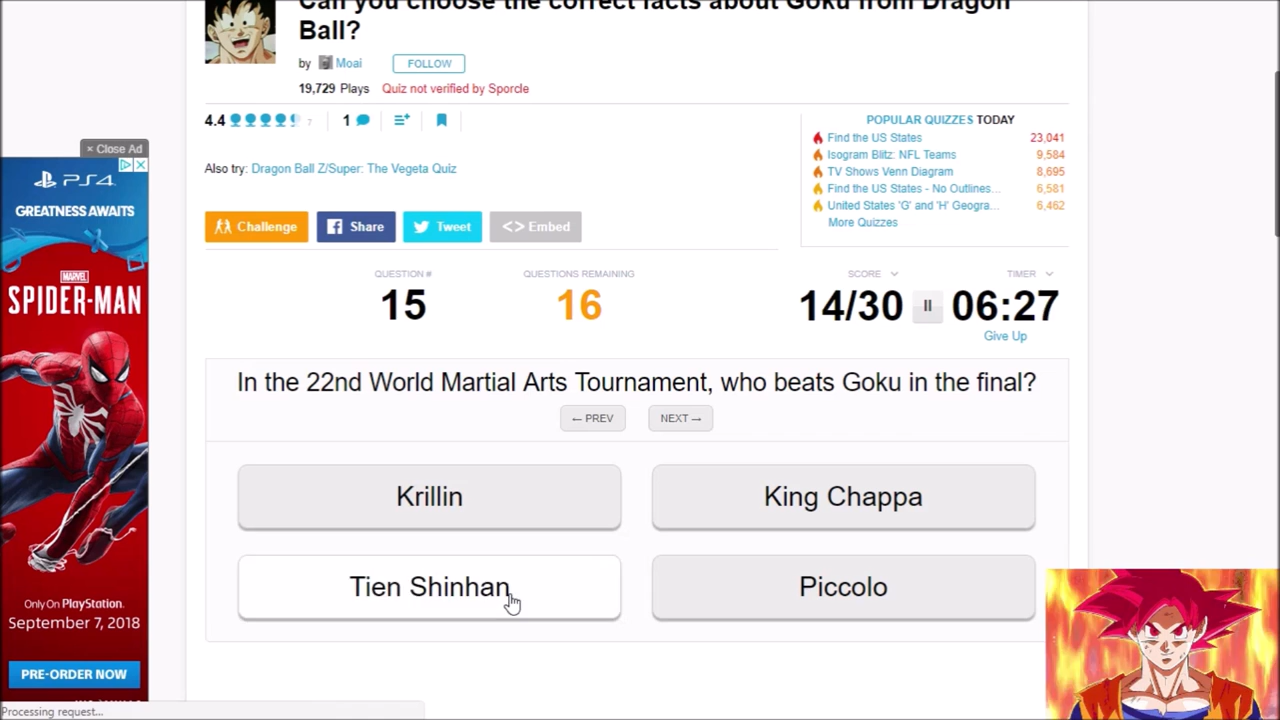 Can you choose the correct facts about Goku from Dragon
Ball?
by Moai FOLLOW
19,729 Plays Quiz not verified by Sporcle
4.4 ? 1
Also try: Dragon Ball Z/Super: The Vegeta Quiz
Challenge Share Tweet <> Embed
POPULAR QUIZZES TODAY
Find the US States 23,041
Isogram Blitz: NFL Teams 9,584
TV Shows Venn Diagram 8,695
Find the US States - No Outlines... 6,581
United States 'G' and 'H' Geogra... 6,462
More Quizzes
× Close Ad
PS4
GREATNESS AWAITS
MARVEL
SPIDER-MAN
Only On PlayStation.
September 7, 2018
PRE-ORDER NOW
QUESTION # QUESTIONS REMAINING SCORE TIMER
15 16 14/30 06:27
Give Up
In the 22nd World Martial Arts Tournament, who beats Goku in the final?
← PREV NEXT →
Krillin King Chappa
Tien Shinhan Piccolo
Processing request...